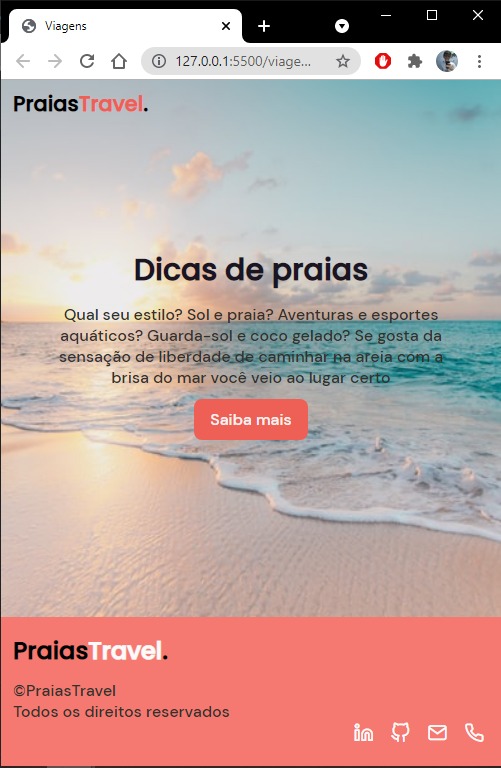 Viagens
127.0.0.1:5500/viage...
PraiasTravel.
Dicas de praias
Qual seu estilo? Sol e praia? Aventuras e esportes
aquáticos? Guarda-sol e coco gelado? Se gosta da
sensação de liberdade de caminhar na areia com a
brisa do mar você veio ao lugar certo
Saiba mais
PraiasTravel.
©PraiasTravel
Todos os direitos reservados